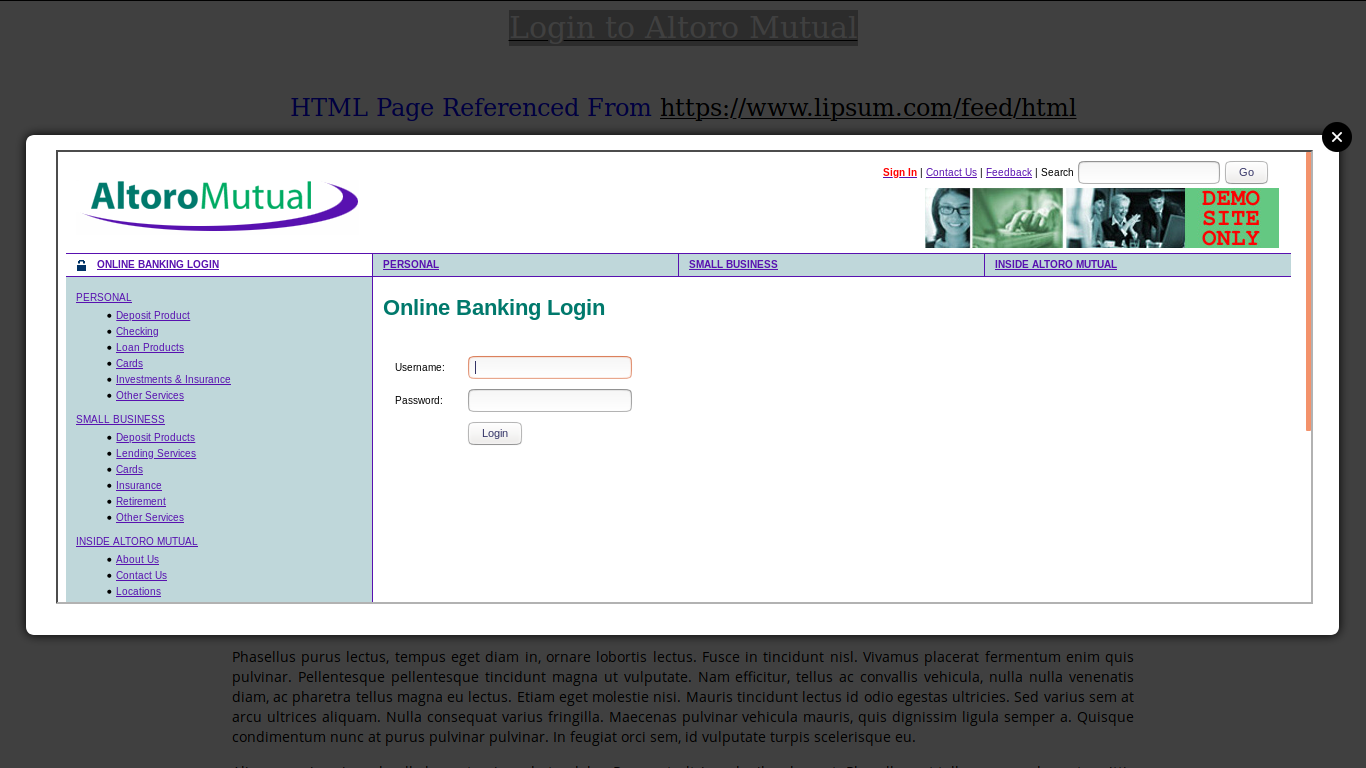 Login to Altoro Mutual
HTML Page Referenced From https://www.lipsum.com/feed/html
Sign In | Contact Us | Feedback | Search
Go
AltoroMutual
DEMO
SITE
ONLY
ONLINE BANKING LOGIN
PERSONAL
SMALL BUSINESS
INSIDE ALTORO MUTUAL
PERSONAL
Deposit Product
Checking
Loan Products
Cards
Investments & Insurance
Other Services
SMALL BUSINESS
Deposit Products
Lending Services
Cards
Insurance
Retirement
Other Services
INSIDE ALTORO MUTUAL
About Us
Contact Us
Locations
Online Banking Login
Username:
Password:
Login
Phasellus purus lectus, tempus eget diam in, ornare lobortis lectus. Fusce in tincidunt nisl. Vivamus placerat fermentum enim quis
pulvinar. Pellentesque pellentesque tincidunt magna ut vulputate. Nam efficitur, tellus ac convallis vehicula, nulla nulla venenatis
diam, ac pharetra tellus magna eu lectus. Etiam eget molestie nisi. Mauris tincidunt lectus id odio egestas ultricies. Sed varius sem at
arcu ultrices aliquam. Nulla consequat varius fringilla. Maecenas pulvinar vehicula mauris, quis dignissim ligula semper a. Quisque
condimentum nunc at purus pulvinar pulvinar. In feugiat orci sem, id vulputate turpis scelerisque eu.